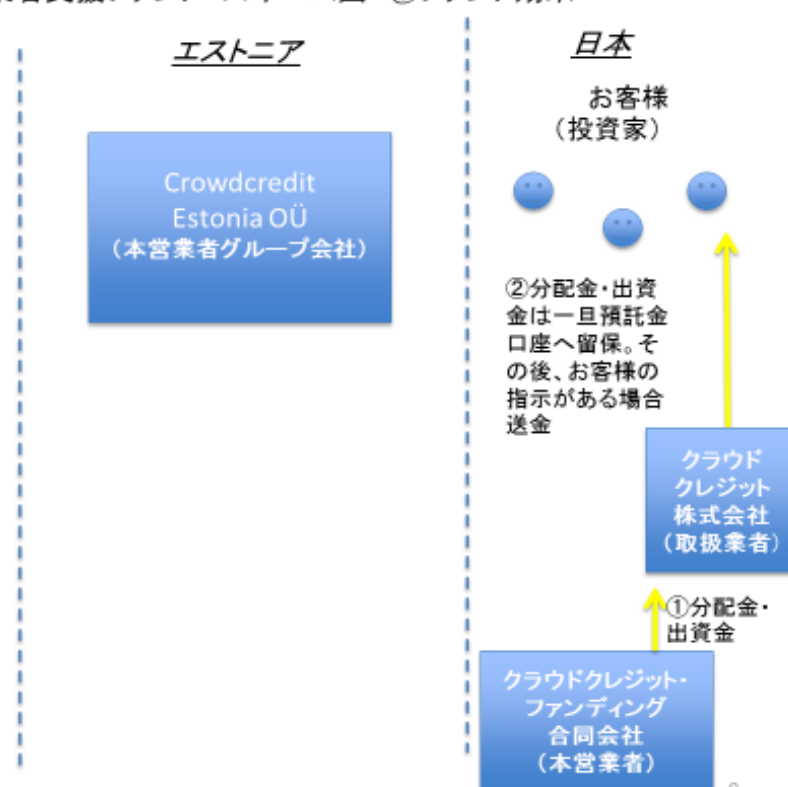 エストニア
日本
お客様
(投資家)
Crowdcredit
Estonia OÜ
(本営業者グループ会社)
②分配金・出資
金は一旦預託金
口座へ留保。そ
の後、お客様の
指示がある場合
送金
クラウド
クレジット
株式会社
(取扱業者)
①分配金・
出資金
クラウドクレジット・
ファンディング
合同会社
(本営業者)